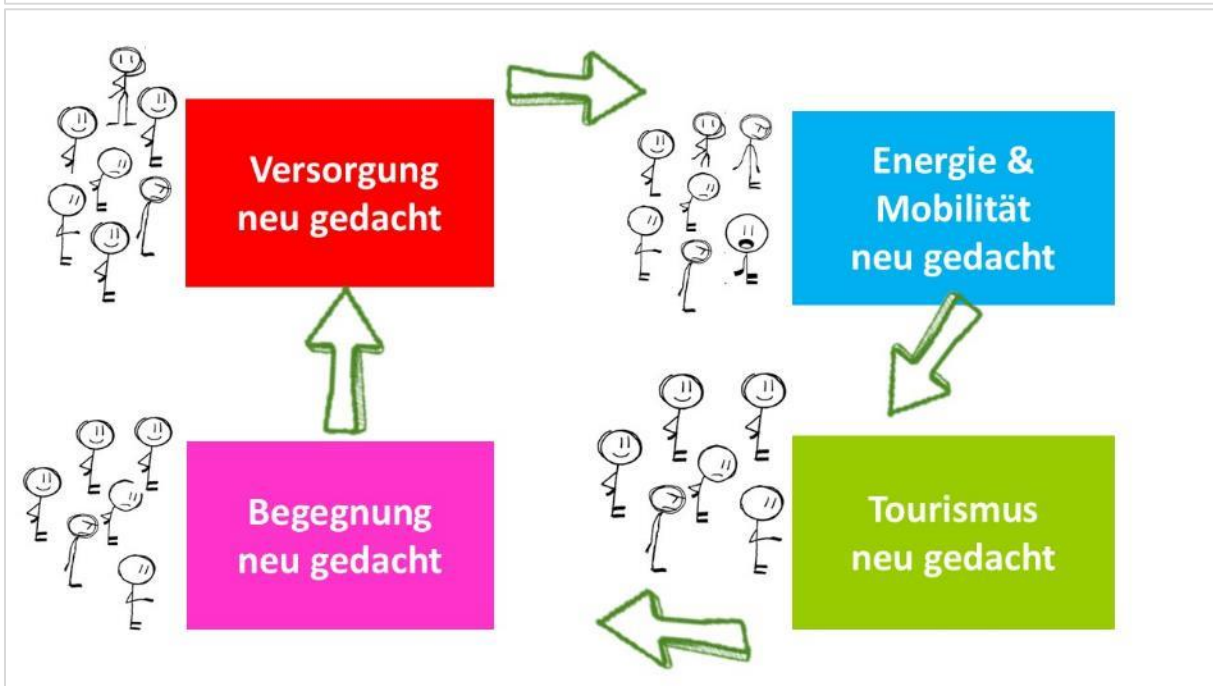 Versorgung
neu gedacht
Energie &
Mobilität
neu gedacht
Begegnung
neu gedacht
Tourismus
neu gedacht